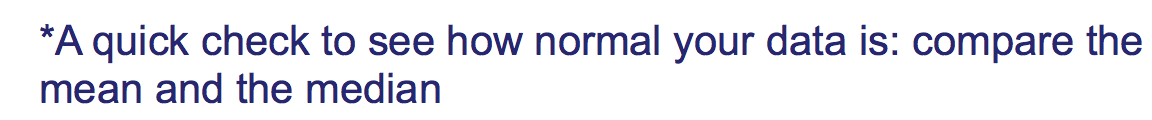 *A quick check to see how normal your data is: compare the
mean and the median